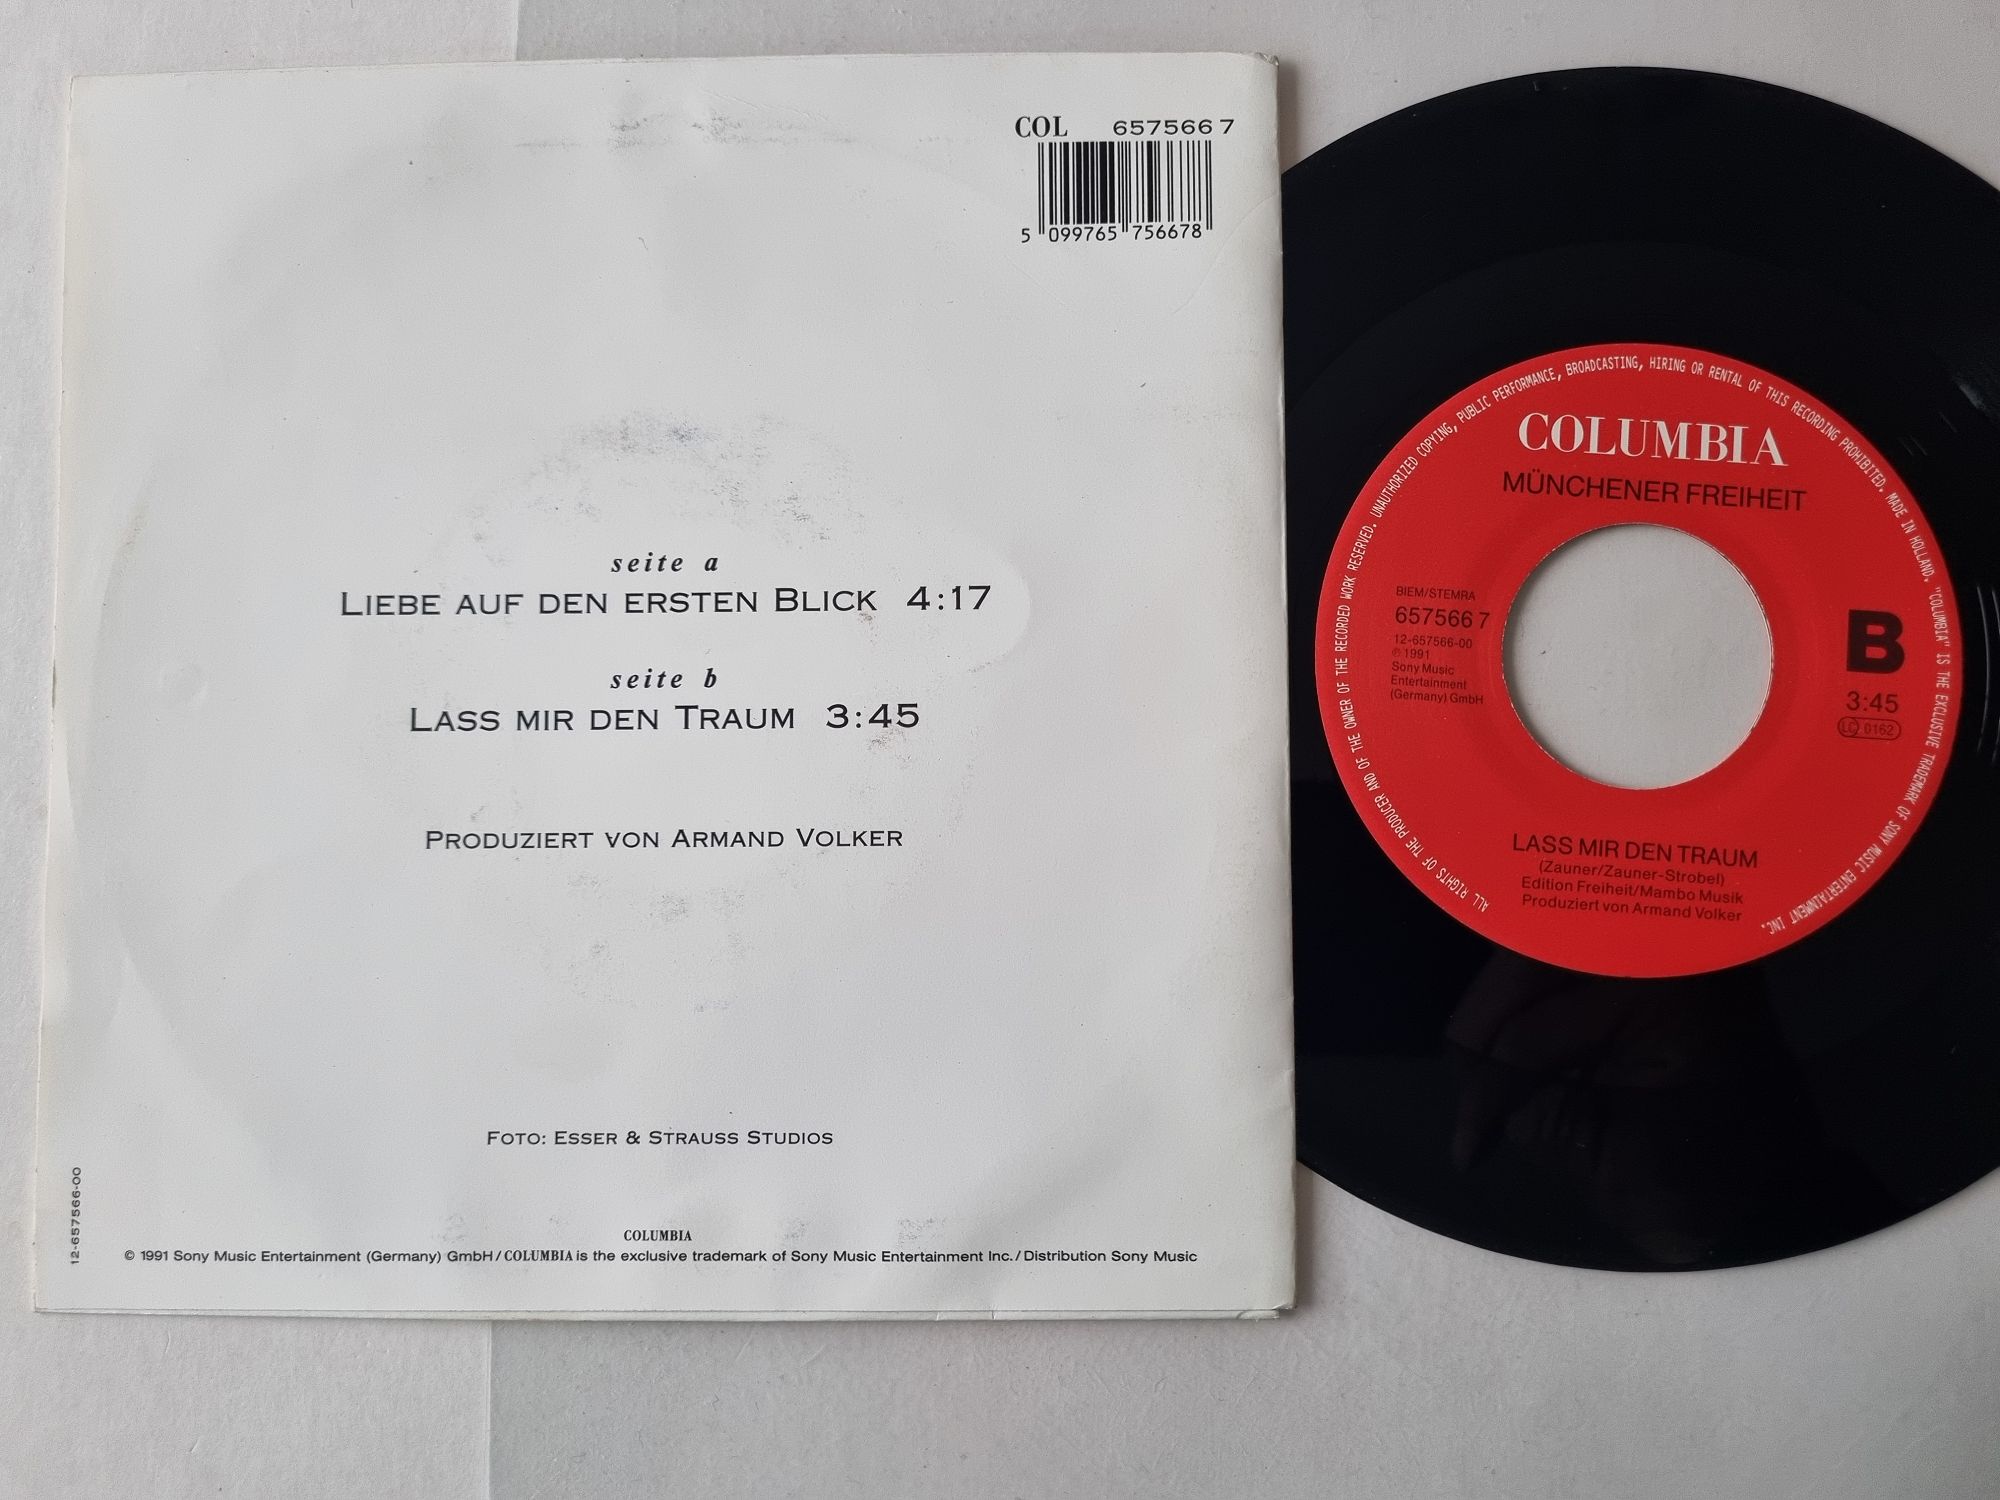 COL 657566 7
5 099765 756678
seite a
LIEBE AUF DEN ERSTEN BLICK 4:17
seite b
LASS MIR DEN TRAUM 3:45
PRODUZIERT VON ARMAND VOLKER
FOTO: ESSER & STRAUSS STUDIOS
12-657566-00
COLUMBIA
© 1991 Sony Music Entertainment (Germany) GmbH / COLUMBIA is the exclusive trademark of Sony Music Entertainment Inc. / Distribution Sony Music
ALL RIGHTS OF THE PRODUCER AND OF THE OWNER OF THE RECORDED WORK RESERVED. UNAUTHORIZED COPYING, PUBLIC PERFORMANCE, BROADCASTING, HIRING OR RENTAL OF THIS RECORDING PROHIBITED. MADE IN HOLLAND. "COLUMBIA" IS THE EXCLUSIVE TRADEMARK OF SONY MUSIC ENTERTAINMENT INC.
COLUMBIA
MÜNCHENER FREIHEIT
BIEM/STEMRA
657566 7
12-657566-00
℗ 1991
Sony Music
Entertainment
(Germany) GmbH
B
3:45
LC 0162
LASS MIR DEN TRAUM
(Zauner/Zauner-Strobel)
Edition Freiheit/Mambo Musik
Produziert von Armand Volker